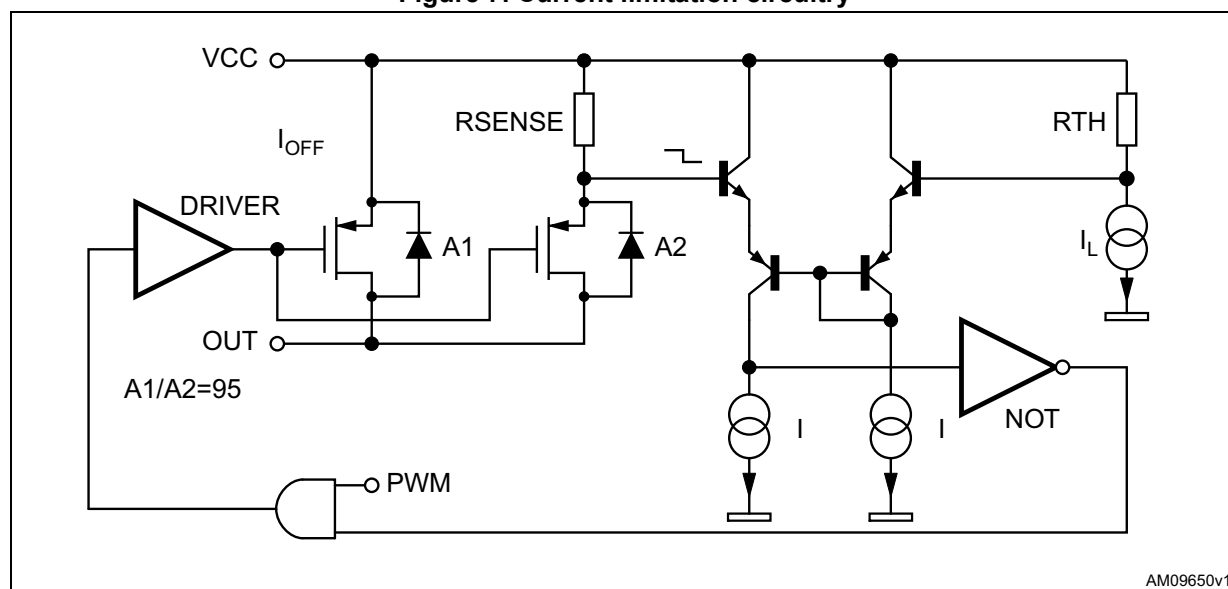 Figure 7. Current limitation circuitry
VCC
RSENSE
RTH
IOFF
DRIVER
A1
A2
IL
OUT
A1/A2=95
I
I
NOT
PWM
AM09650v1